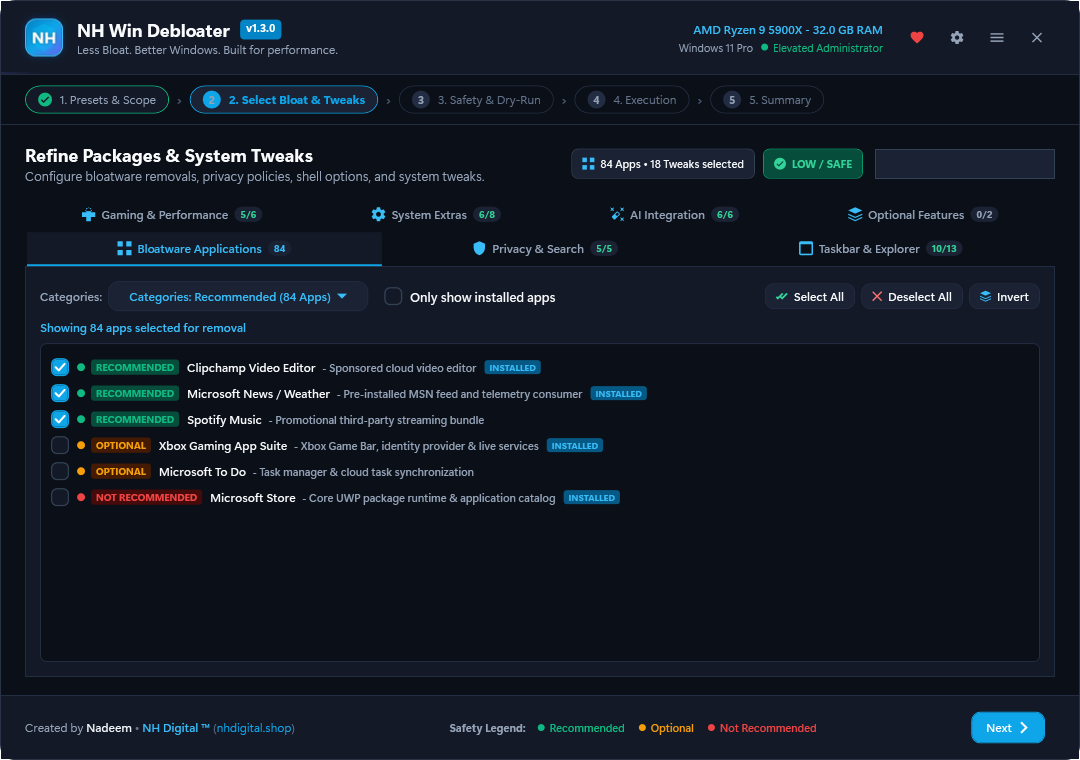 NH
NH Win Debloater v1.3.0
Less Bloat. Better Windows. Built for performance.
AMD Ryzen 9 5900X - 32.0 GB RAM
Windows 11 Pro ● Elevated Administrator
1. Presets & Scope › 2 2. Select Bloat & Tweaks › 3 3. Safety & Dry-Run › 4 4. Execution › 5 5. Summary
Refine Packages & System Tweaks
Configure bloatware removals, privacy policies, shell options, and system tweaks.
84 Apps • 18 Tweaks selected
LOW / SAFE
Gaming & Performance 5/6 System Extras 6/8 AI Integration 6/6 Optional Features 0/2
Bloatware Applications 84 Privacy & Search 5/5 Taskbar & Explorer 10/13
Categories: Categories: Recommended (84 Apps) Only show installed apps Select All Deselect All Invert
Showing 84 apps selected for removal
RECOMMENDED Clipchamp Video Editor - Sponsored cloud video editor INSTALLED
RECOMMENDED Microsoft News / Weather - Pre-installed MSN feed and telemetry consumer INSTALLED
RECOMMENDED Spotify Music - Promotional third-party streaming bundle
OPTIONAL Xbox Gaming App Suite - Xbox Game Bar, identity provider & live services INSTALLED
OPTIONAL Microsoft To Do - Task manager & cloud task synchronization
NOT RECOMMENDED Microsoft Store - Core UWP package runtime & application catalog INSTALLED
Created by Nadeem • NH Digital ™ (nhdigital.shop)
Safety Legend: ● Recommended ● Optional ● Not Recommended
Next